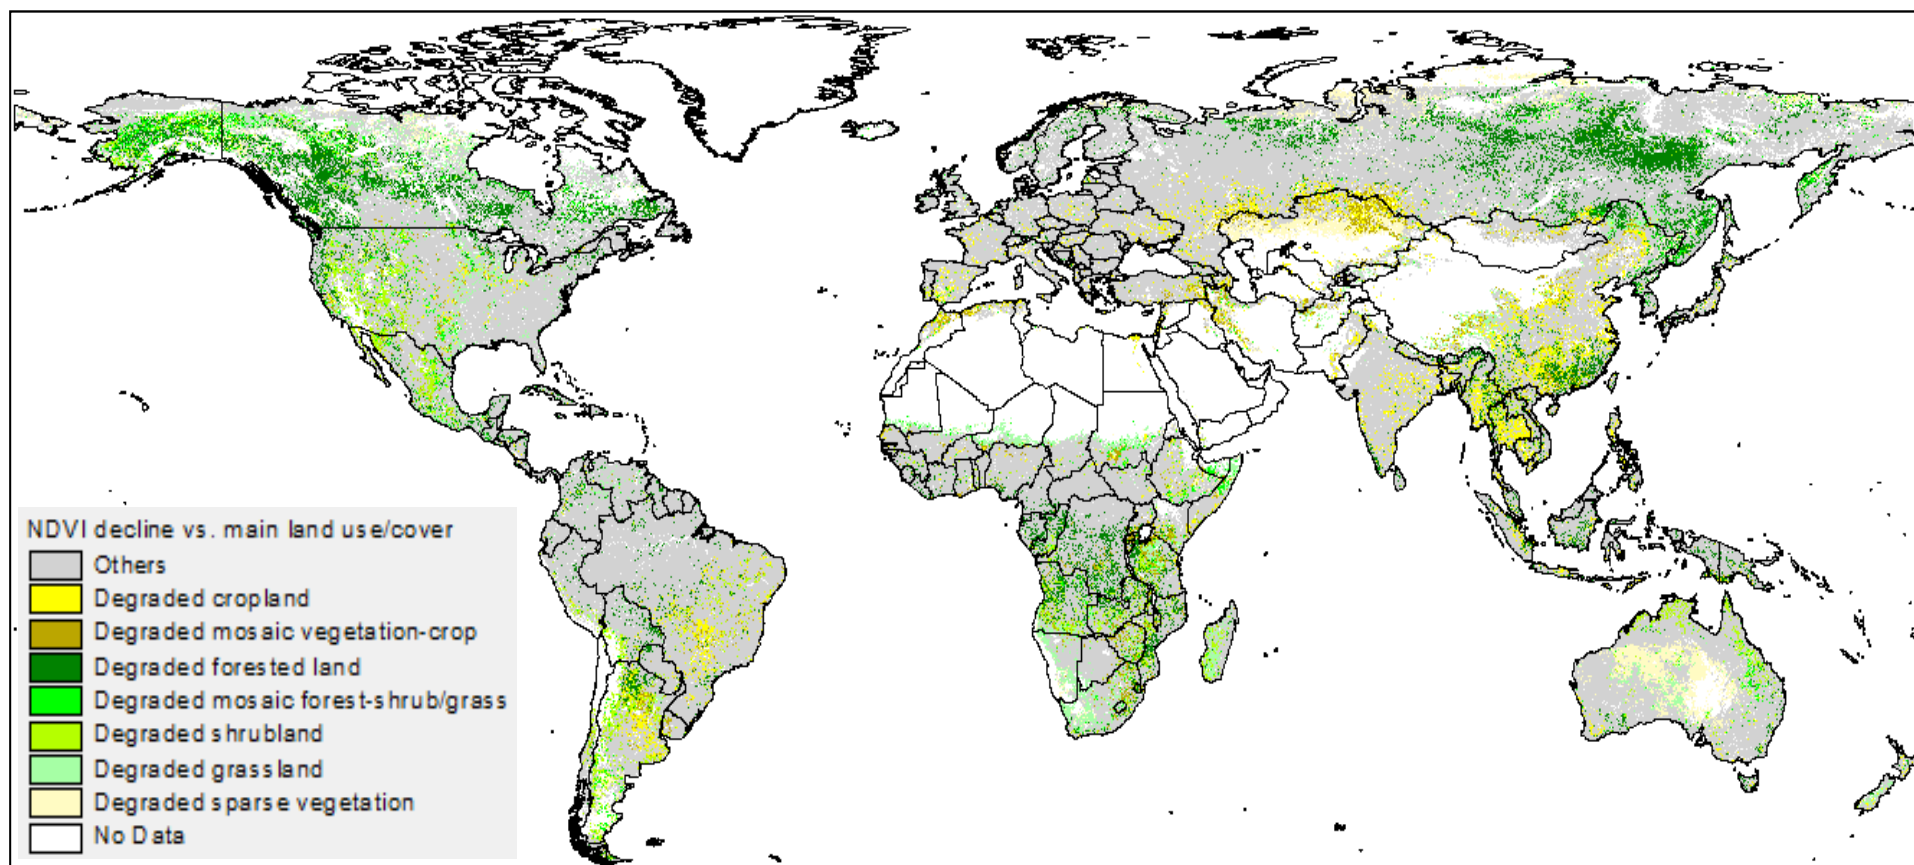 NDVI decline vs. main land use/cover
Others
Degraded cropland
Degraded mosaic vegetation-crop
Degraded forested land
Degraded mosaic forest-shrub/grass
Degraded shrubland
Degraded grassland
Degraded sparse vegetation
No Data